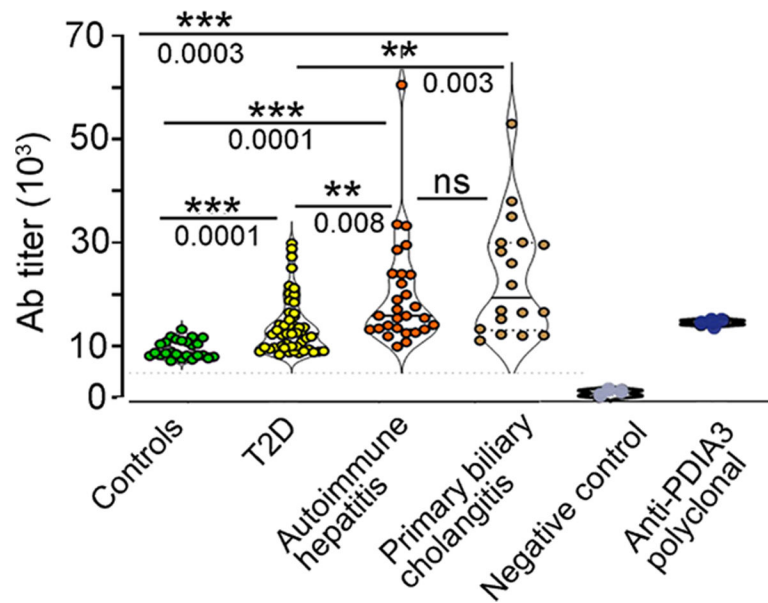 ***
70
0.0003
**
0.003
***
0.0001
50
ns
**
***
0.008
0.0001
30
10
0
Ab titer (10³)
Controls
T2D
Autoimmune
hepatitis
Primary biliary
cholangitis
Negative control
Anti-PDIA3
polyclonal